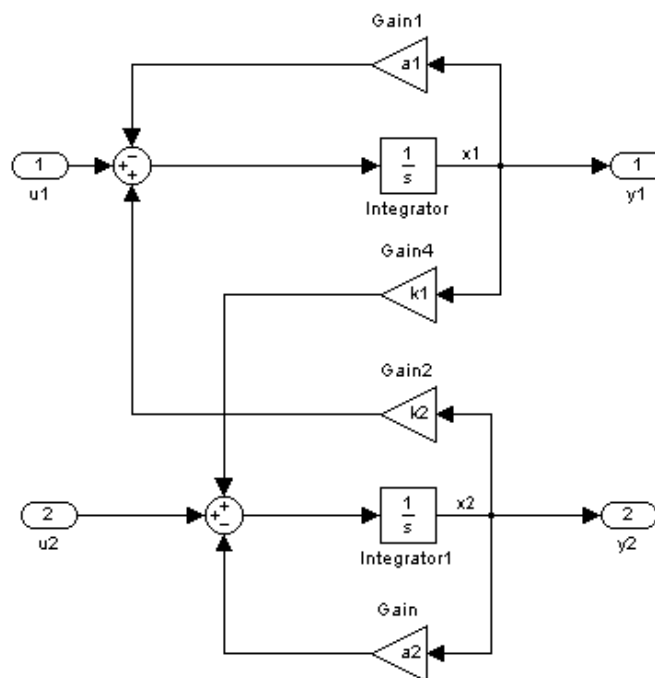 Gain1
a1
1
u1
−
+
+
1
s
Integrator
x1
1
y1
Gain4
k1
Gain2
k2
2
u2
+
+
−
1
s
Integrator1
x2
2
y2
Gain
a2